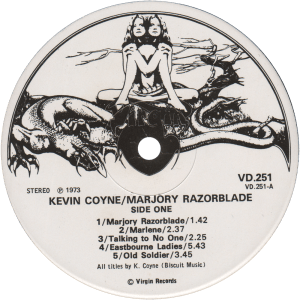 VD.251
STEREO ℗ 1973
VD.251-A
KEVIN COYNE/MARJORY RAZORBLADE
SIDE ONE
1/Marjory Razorblade/1.42
2/Marlene/2.37
3/Talking to No One/2.25
4/Eastbourne Ladies/5.43
5/Old Soldier/3.45
All titles by K. Coyne (Biscuit Music)
© Virgin Records